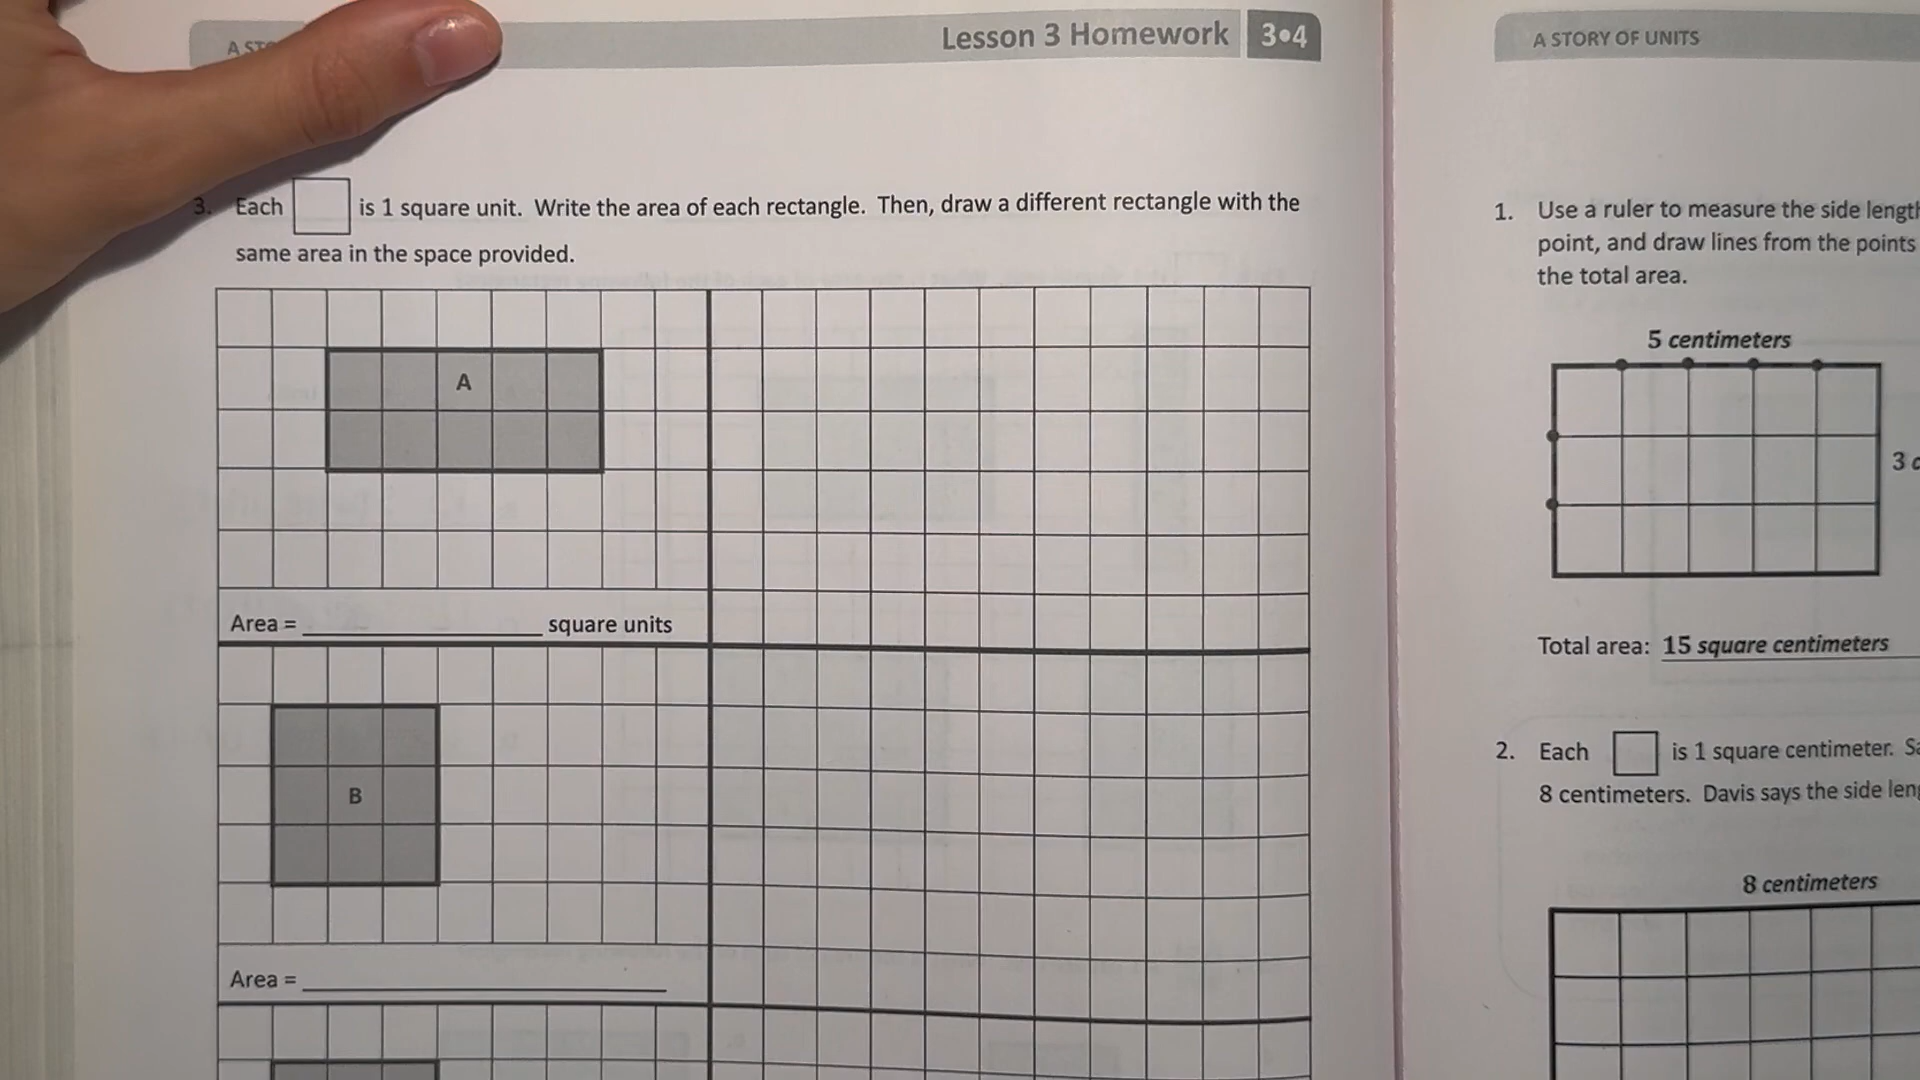 Lesson 3 Homework 3•4
3. Each is 1 square unit. Write the area of each rectangle. Then, draw a different rectangle with the
same area in the space provided.
A
Area = ____________ square units
B
Area = ____________
A STORY OF UNITS
1. Use a ruler to measure the side
point, and draw lines from the points
the total area.
5 centimeters
3
Total area: 15 square centimeters
2. Each is 1 square centimeter.
8 centimeters. Davis says the side
8 centimeters